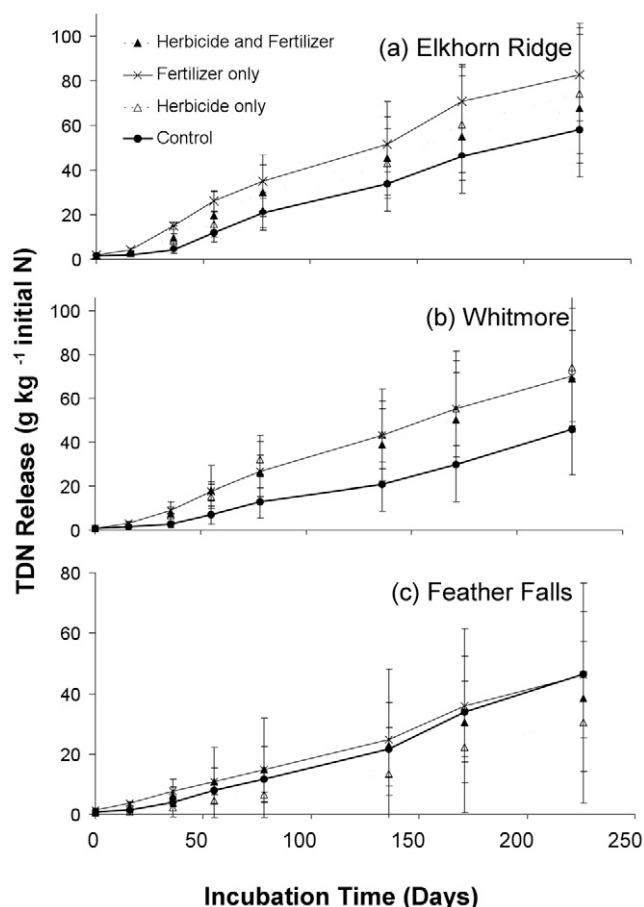 100
80
60
40
20
0
Herbicide and Fertilizer
Fertilizer only
Herbicide only
Control
(a) Elkhorn Ridge
100
80
60
40
20
0
(b) Whitmore
80
60
40
20
0
(c) Feather Falls
0 50 100 150 200 250
TDN Release (g kg -1 initial N)
Incubation Time (Days)